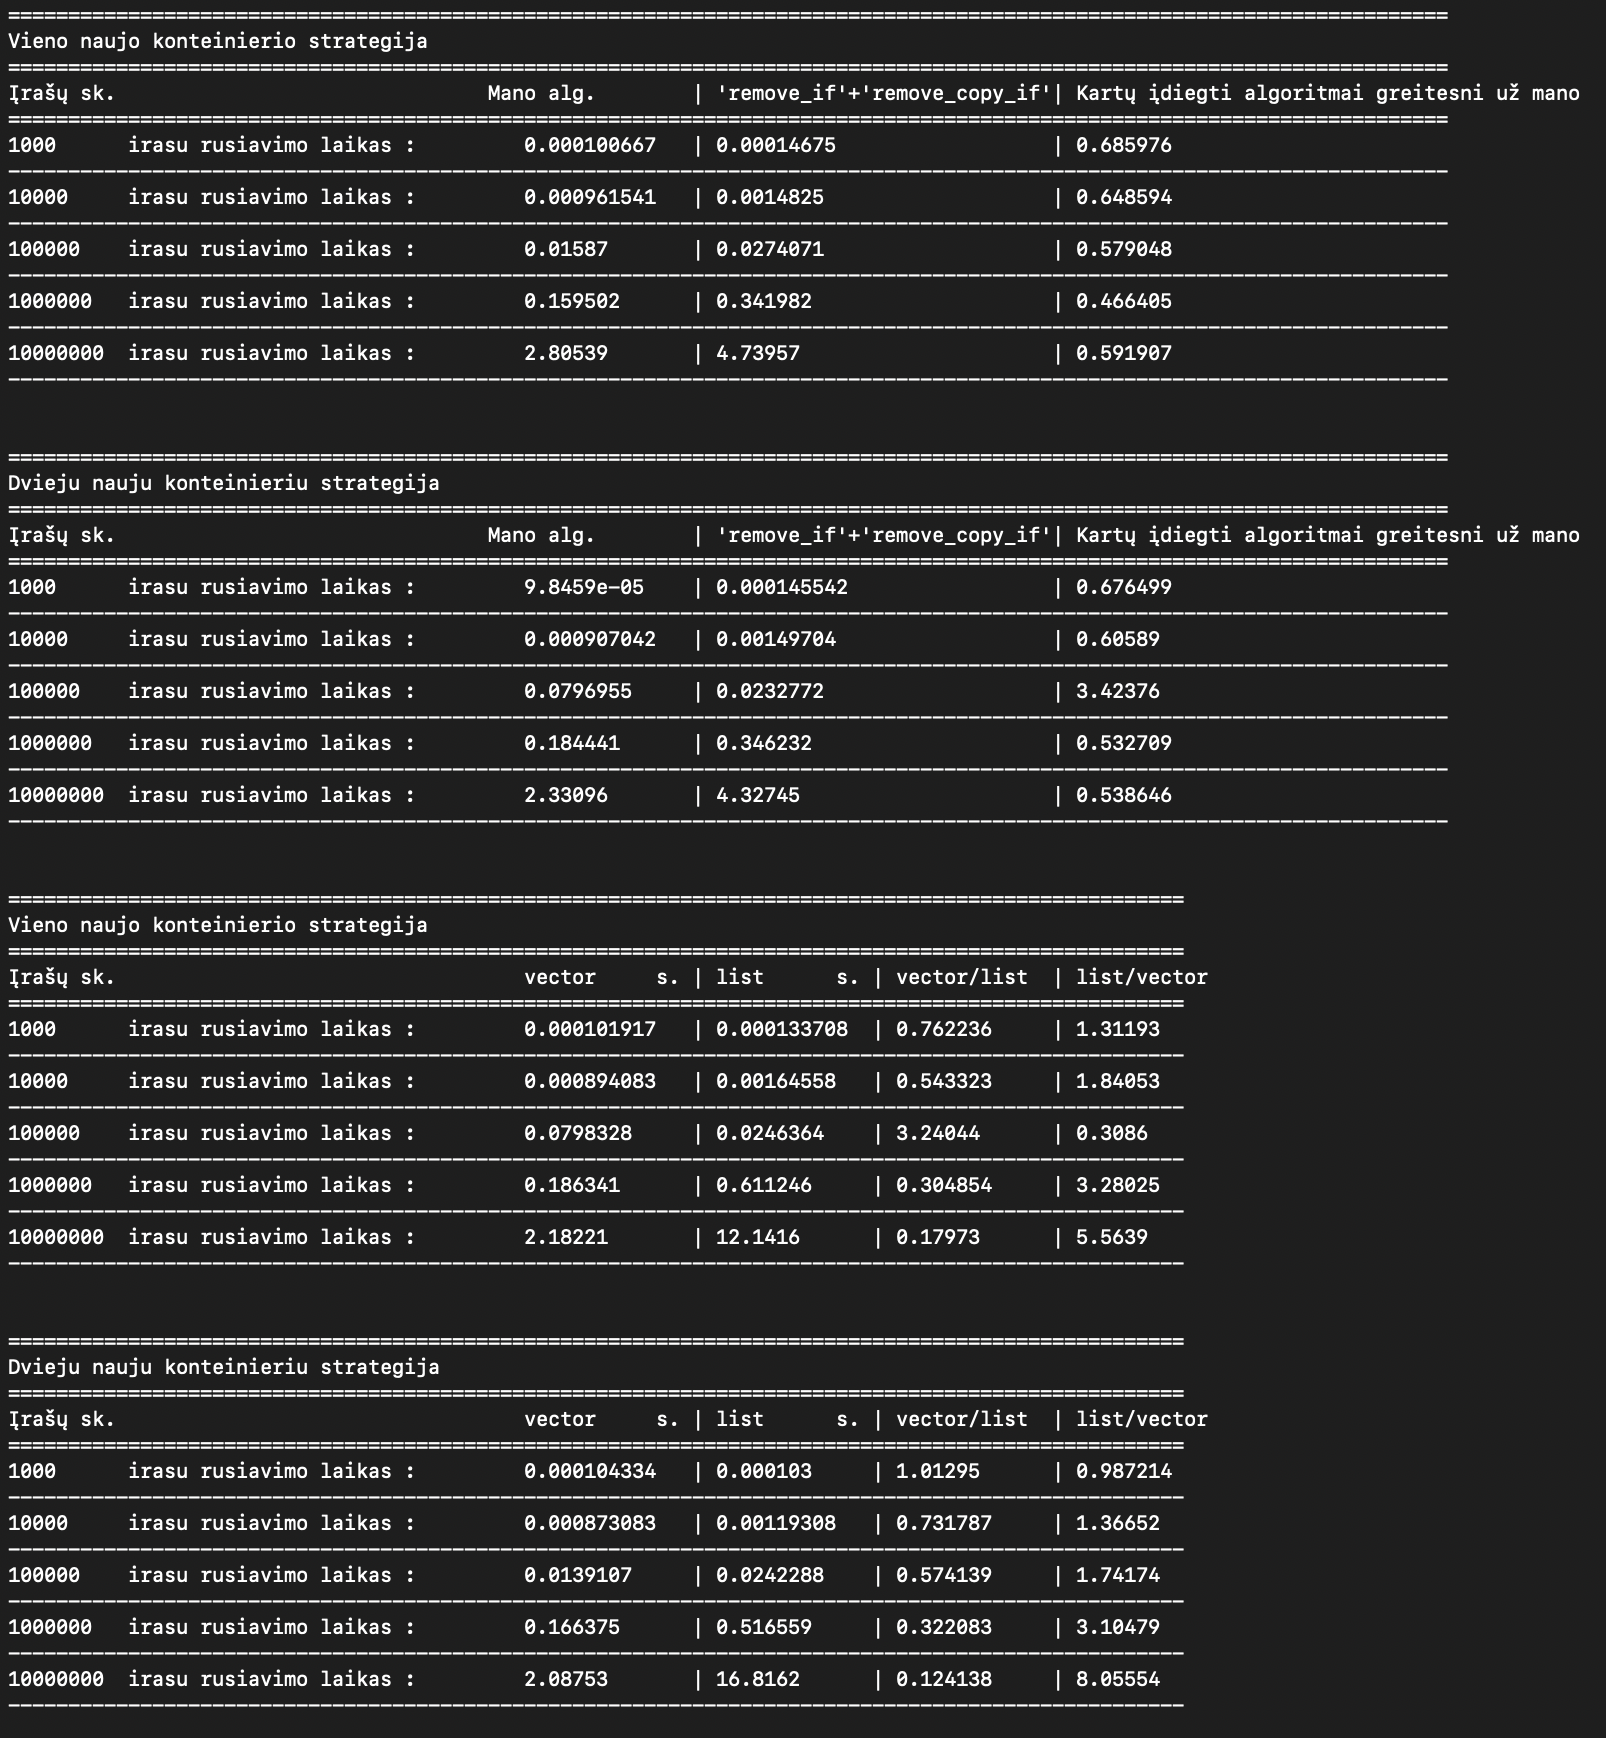 ========================================================================================================================
Vieno naujo konteinierio strategija
========================================================================================================================
Įrašų sk.                               Mano alg.        | 'remove_if'+'remove_copy_if'| Kartų įdiegti algoritmai greitesni už mano
========================================================================================================================
1000      irasu rusiavimo laikas :         0.000100667   | 0.00014675                  | 0.685976
------------------------------------------------------------------------------------------------------------------------
10000     irasu rusiavimo laikas :         0.000961541   | 0.0014825                   | 0.648594
------------------------------------------------------------------------------------------------------------------------
100000    irasu rusiavimo laikas :         0.01587       | 0.0274071                   | 0.579048
------------------------------------------------------------------------------------------------------------------------
1000000   irasu rusiavimo laikas :         0.159502      | 0.341982                    | 0.466405
------------------------------------------------------------------------------------------------------------------------
10000000  irasu rusiavimo laikas :         2.80539       | 4.73957                     | 0.591907
------------------------------------------------------------------------------------------------------------------------
========================================================================================================================
Dvieju nauju konteinieriu strategija
========================================================================================================================
Įrašų sk.                               Mano alg.        | 'remove_if'+'remove_copy_if'| Kartų įdiegti algoritmai greitesni už mano
========================================================================================================================
1000      irasu rusiavimo laikas :         9.8459e-05    | 0.000145542                 | 0.676499
------------------------------------------------------------------------------------------------------------------------
10000     irasu rusiavimo laikas :         0.000907042   | 0.00149704                  | 0.60589
------------------------------------------------------------------------------------------------------------------------
100000    irasu rusiavimo laikas :         0.0796955     | 0.0232772                   | 3.42376
------------------------------------------------------------------------------------------------------------------------
1000000   irasu rusiavimo laikas :         0.184441      | 0.346232                    | 0.532709
------------------------------------------------------------------------------------------------------------------------
10000000  irasu rusiavimo laikas :         2.33096       | 4.32745                     | 0.538646
------------------------------------------------------------------------------------------------------------------------
==================================================================================================
Vieno naujo konteinierio strategija
==================================================================================================
Įrašų sk.                                  vector     s. | list      s. | vector/list  | list/vector
==================================================================================================
1000      irasu rusiavimo laikas :         0.000101917   | 0.000133708  | 0.762236     | 1.31193
--------------------------------------------------------------------------------------------------
10000     irasu rusiavimo laikas :         0.000894083   | 0.00164558   | 0.543323     | 1.84053
--------------------------------------------------------------------------------------------------
100000    irasu rusiavimo laikas :         0.0798328     | 0.0246364    | 3.24044      | 0.3086
--------------------------------------------------------------------------------------------------
1000000   irasu rusiavimo laikas :         0.186341      | 0.611246     | 0.304854     | 3.28025
--------------------------------------------------------------------------------------------------
10000000  irasu rusiavimo laikas :         2.18221       | 12.1416      | 0.17973      | 5.5639
--------------------------------------------------------------------------------------------------
==================================================================================================
Dvieju nauju konteinieriu strategija
==================================================================================================
Įrašų sk.                                  vector     s. | list      s. | vector/list  | list/vector
==================================================================================================
1000      irasu rusiavimo laikas :         0.000104334   | 0.000103     | 1.01295      | 0.987214
--------------------------------------------------------------------------------------------------
10000     irasu rusiavimo laikas :         0.000873083   | 0.00119308   | 0.731787     | 1.36652
--------------------------------------------------------------------------------------------------
100000    irasu rusiavimo laikas :         0.0139107     | 0.0242288    | 0.574139     | 1.74174
--------------------------------------------------------------------------------------------------
1000000   irasu rusiavimo laikas :         0.166375      | 0.516559     | 0.322083     | 3.10479
--------------------------------------------------------------------------------------------------
10000000  irasu rusiavimo laikas :         2.08753       | 16.8162      | 0.124138     | 8.05554
--------------------------------------------------------------------------------------------------